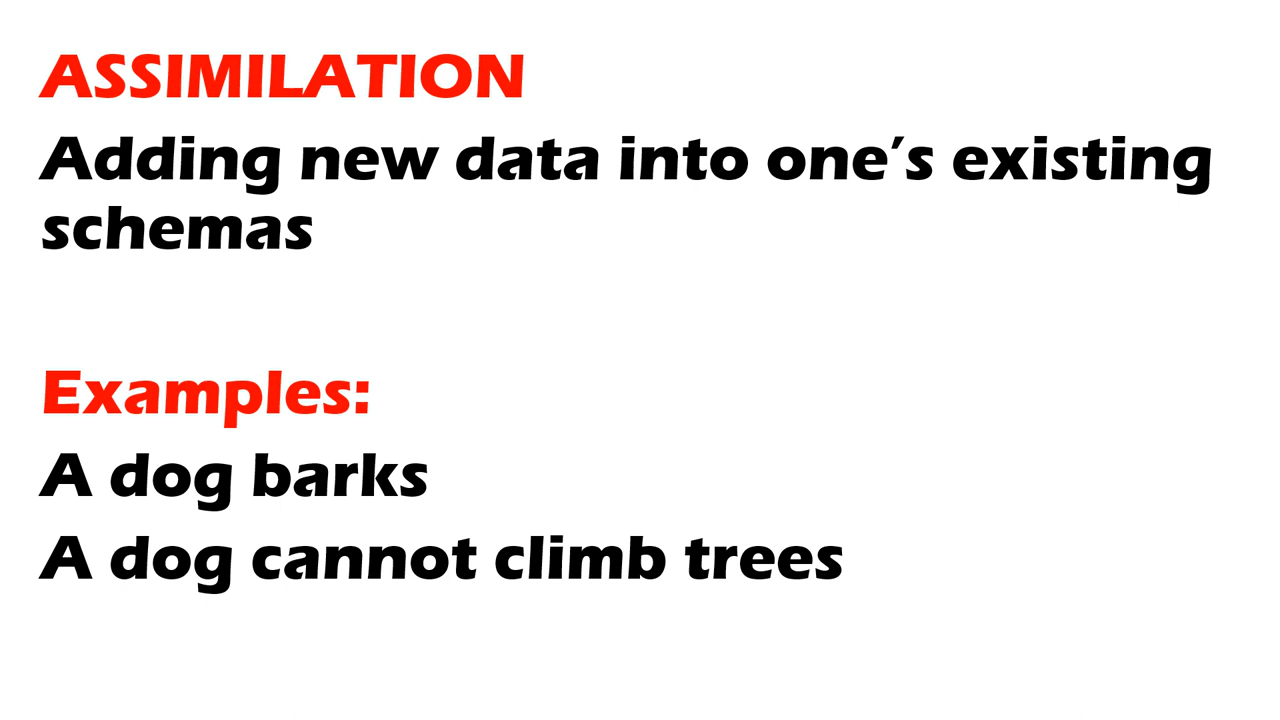 ASSIMILATION
Adding new data into one’s existing
schemas
Examples:
A dog barks
A dog cannot climb trees